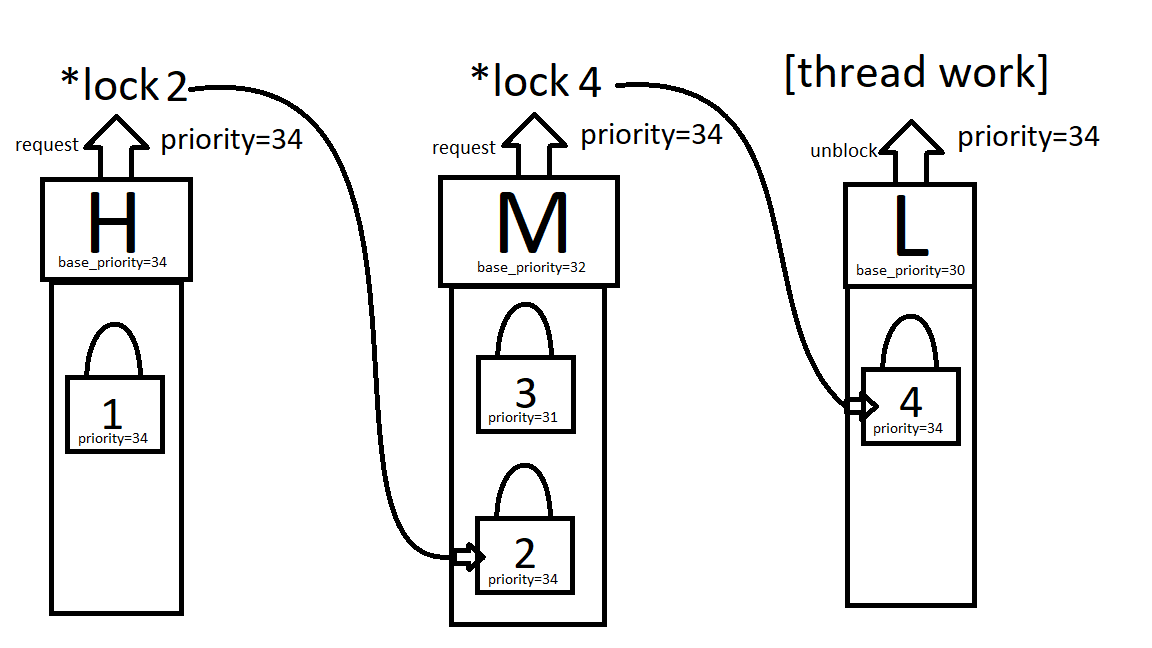 *lock 2
request
priority=34
H
base_priority=34
1
priority=34
*lock 4
request
priority=34
M
base_priority=32
3
priority=31
2
priority=34
[thread work]
unblock
priority=34
L
base_priority=30
4
priority=34